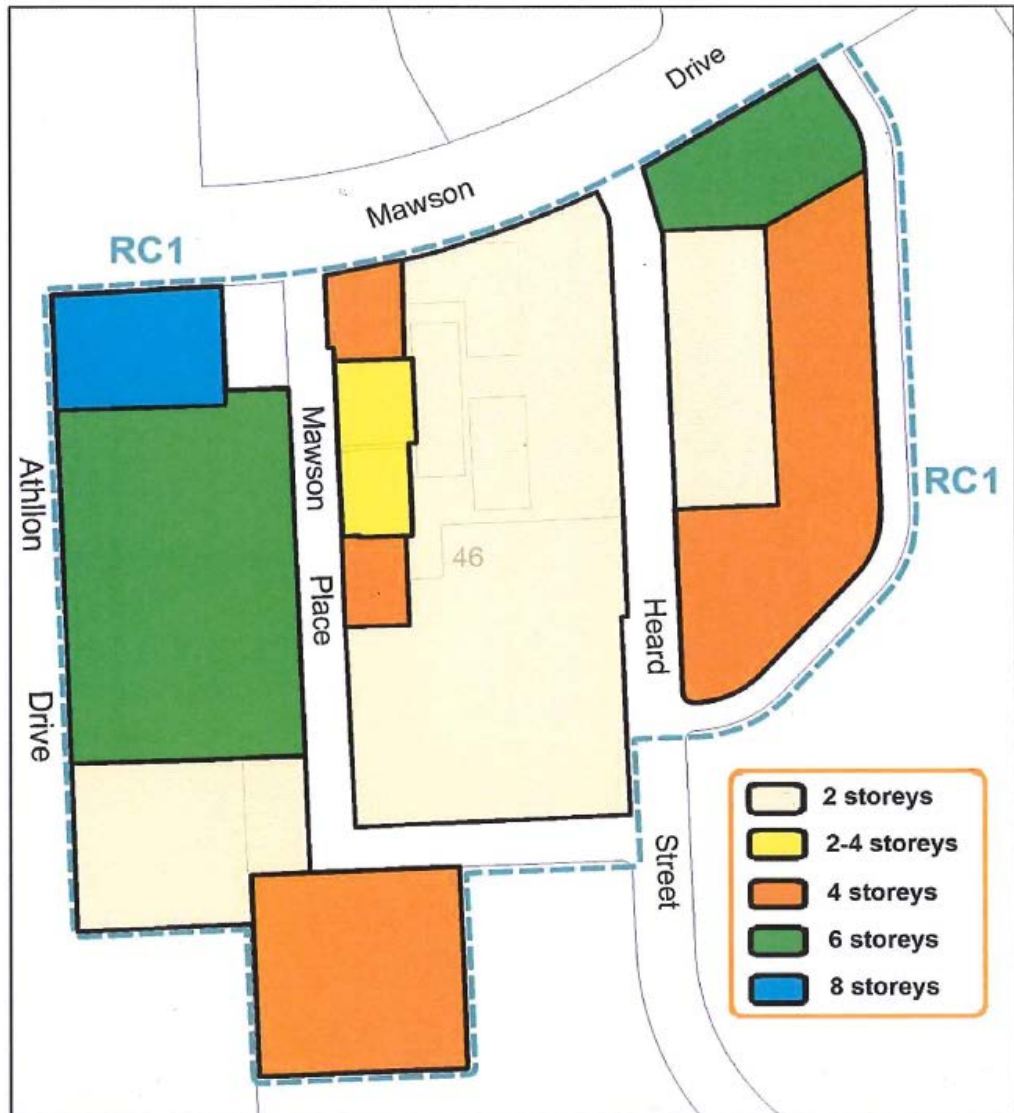 Drive
Mawson
RC1
Mawson
Place
Athllon
Drive
46
Heard
Street
RC1
2 storeys
2-4 storeys
4 storeys
6 storeys
8 storeys